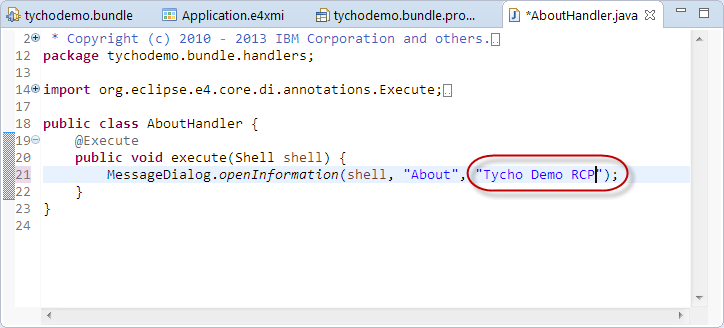 tychodemo.bundle Application.e4xmi tychodemo.bundle.pro... *AboutHandler.java
2 * Copyright (c) 2010 - 2013 IBM Corporation and others.
12 package tychodemo.bundle.handlers;
13
14 import org.eclipse.e4.core.di.annotations.Execute;
17
18 public class AboutHandler {
19 @Execute
20 public void execute(Shell shell) {
21 MessageDialog.openInformation(shell, "About", "Tycho Demo RCP");
22 }
23 }
24